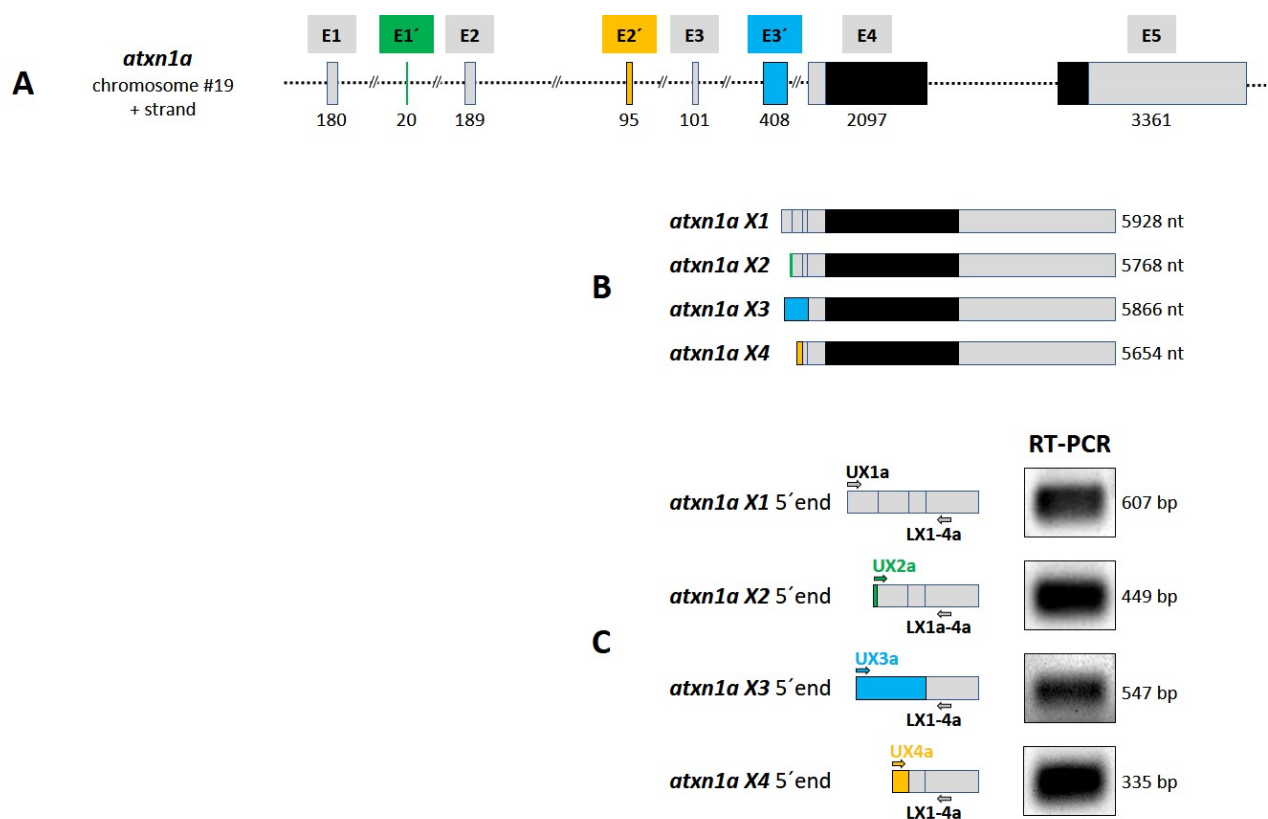 E1 E1´ E2 E2´ E3 E3´ E4 E5
atxn1a
chromosome #19
+ strand
A
180 20 189 95 101 408 2097 3361
B
atxn1a X1 5928 nt
atxn1a X2 5768 nt
atxn1a X3 5866 nt
atxn1a X4 5654 nt
C
RT-PCR
UX1a
atxn1a X1 5´end 607 bp
LX1-4a
UX2a
atxn1a X2 5´end 449 bp
LX1a-4a
UX3a
atxn1a X3 5´end 547 bp
LX1-4a
UX4a
atxn1a X4 5´end 335 bp
LX1-4a